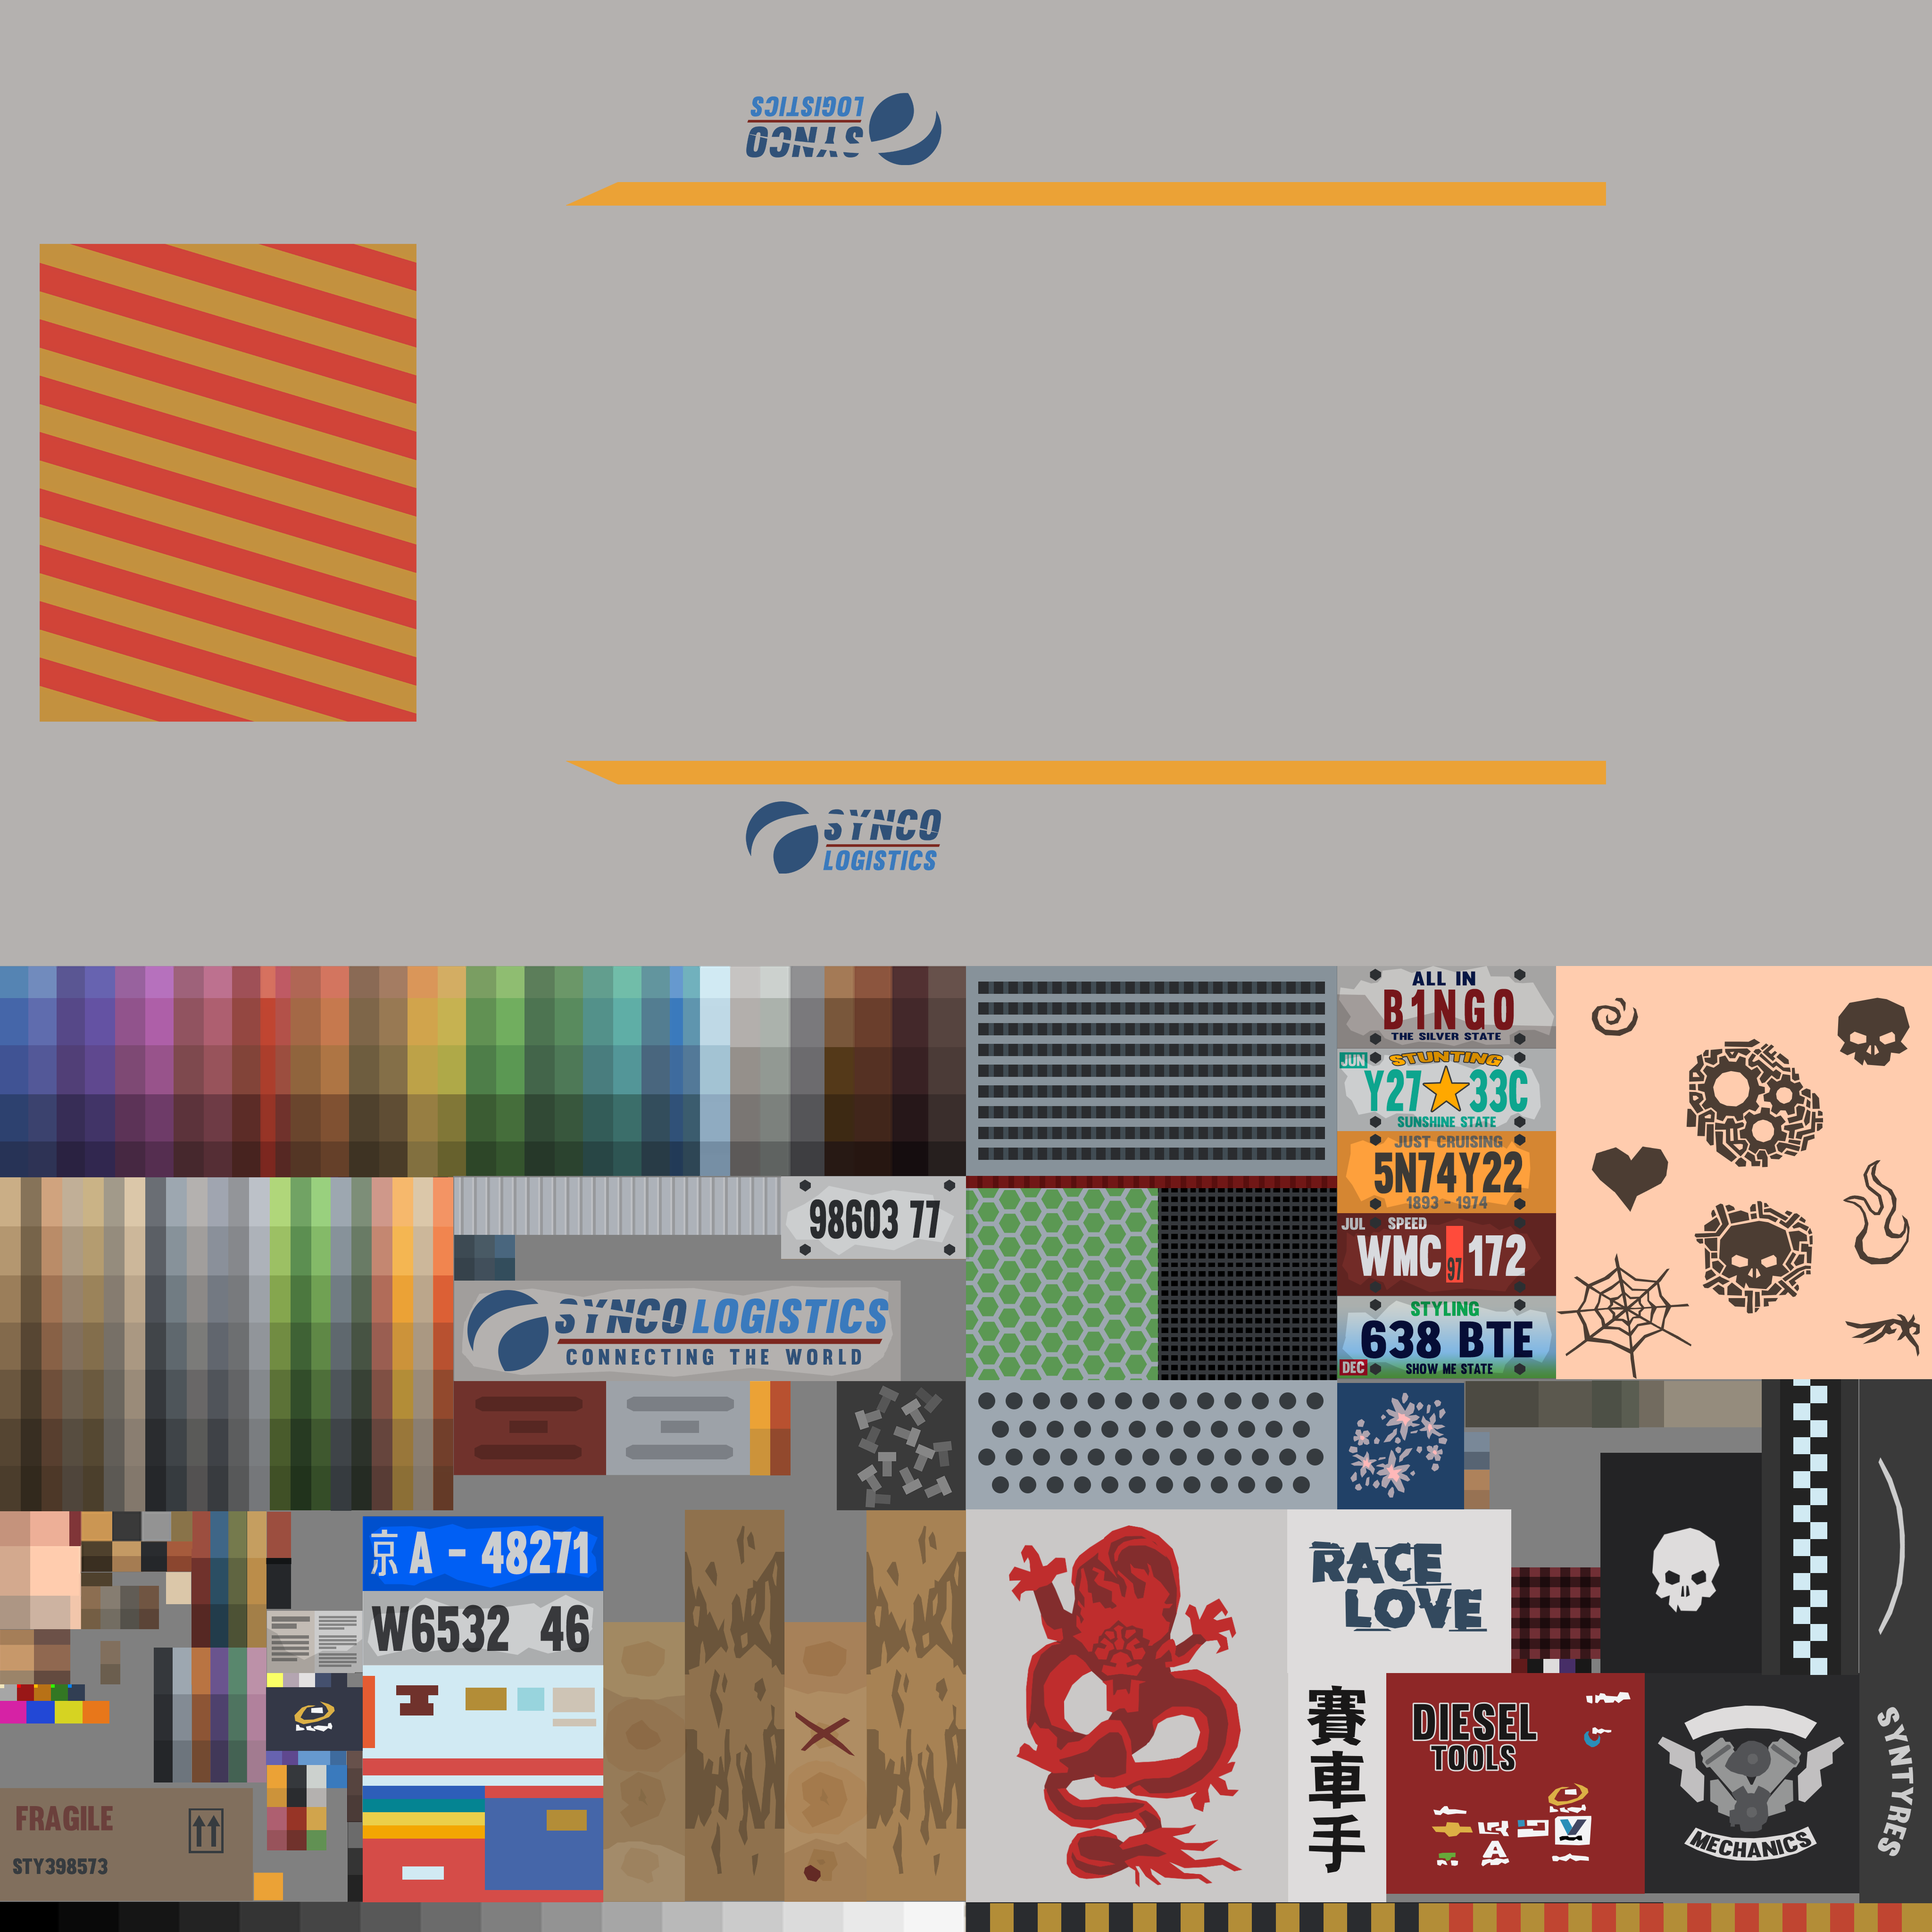 SYNCO
LOGISTICS
SYNCO
LOGISTICS
ALL IN
B1NGO
THE SILVER STATE
JUN
STUNTING
Y27 33C
SUNSHINE STATE
JUST CRUISING
5N74Y22
1893 - 1974
JUL SPEED
WMC 97 172
STYLING
638 BTE
DEC SHOW ME STATE
98603 77
SYNCO LOGISTICS
CONNECTING THE WORLD
京 A - 48271
W6532 46
FRAGILE
STY398573
RACE
LOVE
賽
車
手
DIESEL
TOOLS
MECHANICS
SYNTYRES